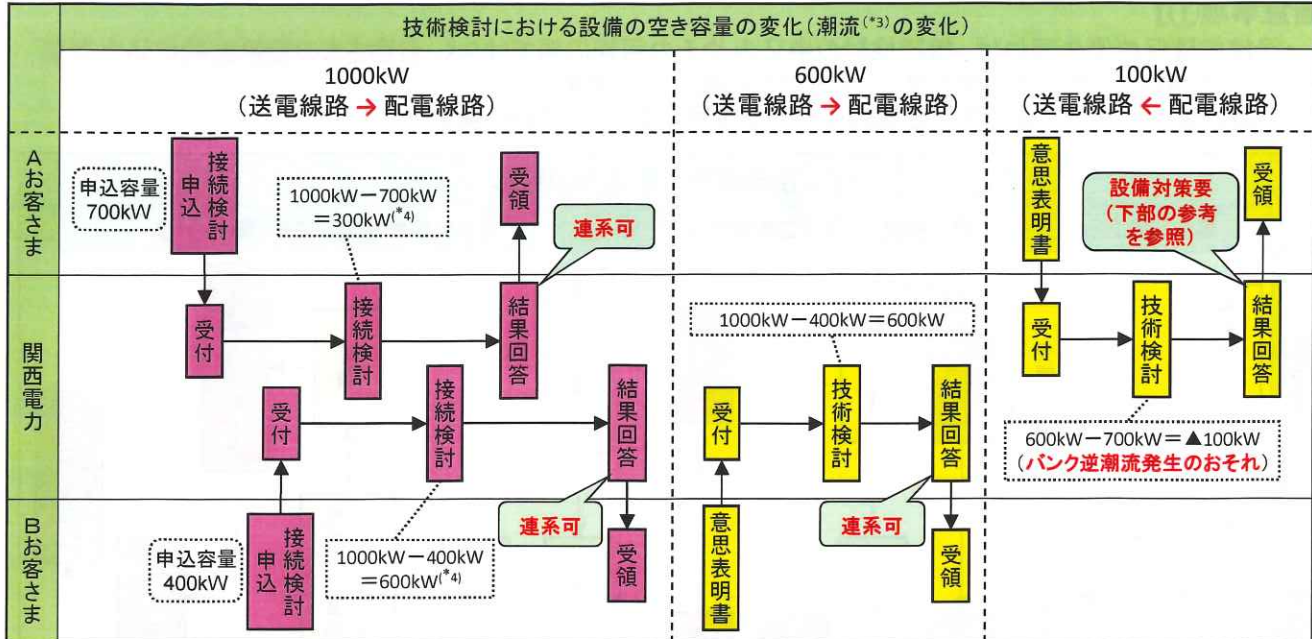 技術検討における設備の空き容量の変化(潮流(*3)の変化)
1000kW
(送電線路 → 配電線路)
600kW
(送電線路 → 配電線路)
100kW
(送電線路 ← 配電線路)
Aお客さま
申込容量
700kW
接続検討
申込
1000kW－700kW
＝300kW(*4)
受領
連系可
意思表明書
設備対策要
(下部の参考
を参照)
受領
関西電力
受付
接続検討
結果回答
受付
接続検討
結果回答
1000kW－400kW＝600kW
受付
技術検討
結果回答
受付
技術検討
結果回答
600kW－700kW＝▲100kW
(バンク逆潮流発生のおそれ)
Bお客さま
申込容量
400kW
接続検討
申込
1000kW－400kW
＝600kW(*4)
連系可
受領
意思表明書
連系可
受領